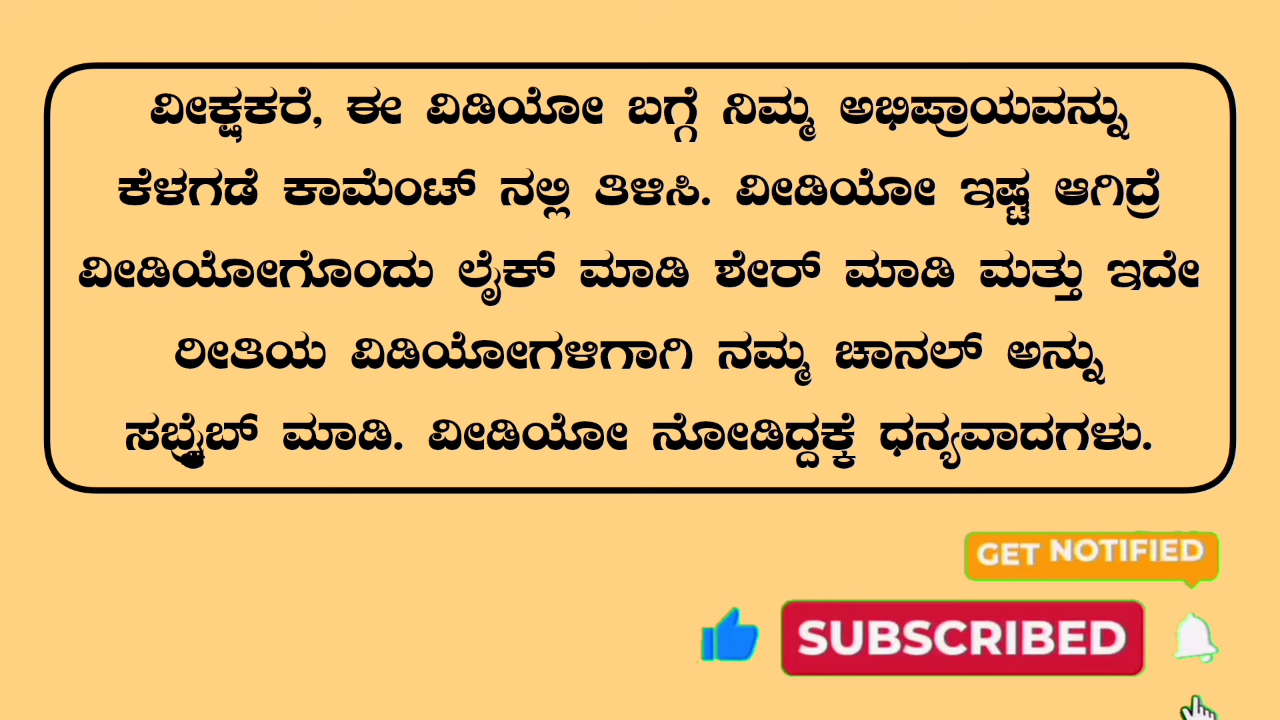 ವೀಕ್ಷಕರೆ, ಈ ವಿಡಿಯೋ ಬಗ್ಗೆ ನಿಮ್ಮ ಅಭಿಪ್ರಾಯವನ್ನು
ಕೆಳಗಡೆ ಕಾಮೆಂಟ್ ನಲ್ಲಿ ತಿಳಿಸಿ. ವೀಡಿಯೋ ಇಷ್ಟ ಆಗಿದ್ರೆ
ವೀಡಿಯೋಗೊಂದು ಲೈಕ್ ಮಾಡಿ ಶೇರ್ ಮಾಡಿ ಮತ್ತು ಇದೇ
ರೀತಿಯ ವಿಡಿಯೋಗಳಿಗಾಗಿ ನಮ್ಮ ಚಾನಲ್ ಅನ್ನು
ಸಬ್ಸ್ಕ್ರೈಬ್ ಮಾಡಿ. ವೀಡಿಯೋ ನೋಡಿದ್ದಕ್ಕೆ ಧನ್ಯವಾದಗಳು.
GET NOTIFIED
SUBSCRIBED